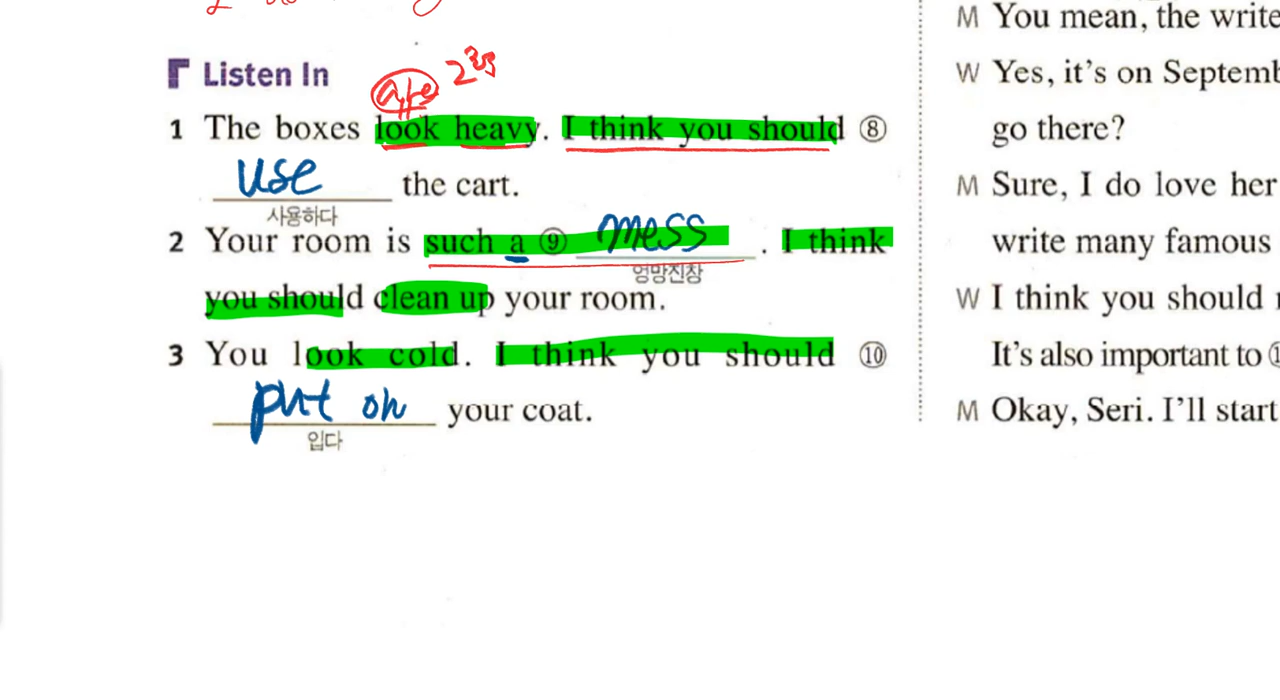 Listen In
1 The boxes look heavy. I think you should ⑧
use the cart.
사용하다
2 Your room is such a ⑨ mess . I think
엉망진창
you should clean up your room.
3 You look cold. I think you should ⑩
put on your coat.
입다
M You mean, the write
W Yes, it's on Septemb
go there?
M Sure, I do love her
write many famous
W I think you should
It's also important to
M Okay, Seri. I'll start